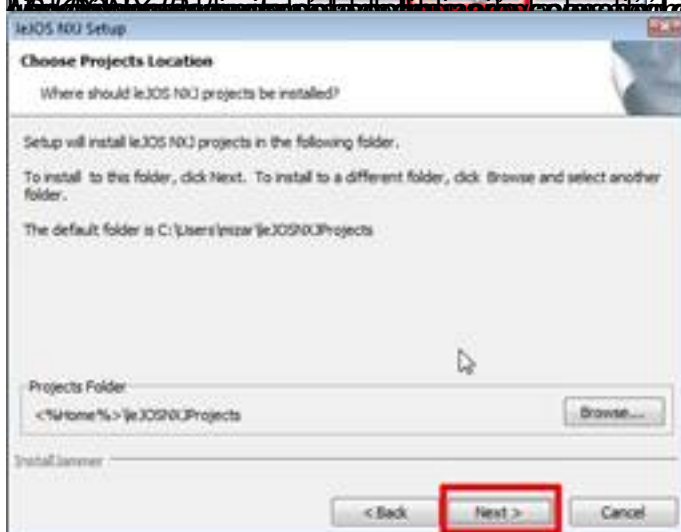 leJOS NXJ Setup
Choose Projects Location
Where should leJOS NXJ projects be installed?
Setup will install leJOS NXJ projects in the following folder.
To install to this folder, click Next. To install to a different folder, click Browse and select another
folder.
The default folder is C:\Users\mizar\leJOSNXJProjects
Projects Folder
<%Home%>\leJOSNXJProjects
Browse...
InstallJammer
< Back
Next >
Cancel